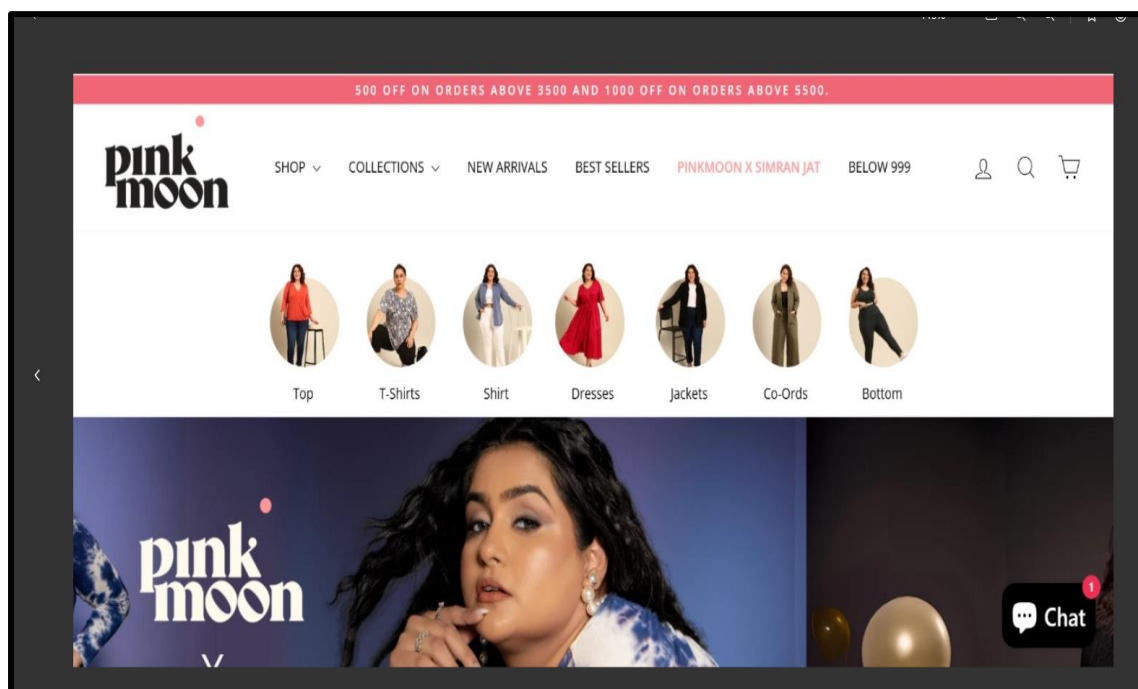 500 OFF ON ORDERS ABOVE 3500 AND 1000 OFF ON ORDERS ABOVE 5500.
pink
moon
SHOP COLLECTIONS NEW ARRIVALS BEST SELLERS PINKMOON X SIMRAN JAT BELOW 999
Top T-Shirts Shirt Dresses Jackets Co-Ords Bottom
pink
moon
X
1
Chat